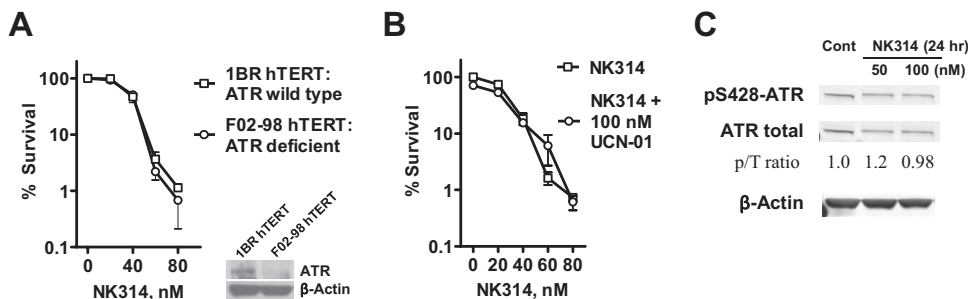 A
% Survival
100
10
1
0.1
0
40
80
NK314, nM
1BR hTERT:
ATR wild type
F02-98 hTERT:
ATR deficient
1BR hTERT
F02-98 hTERT
ATR
β-Actin
B
% Survival
100
10
1
0.1
0 20 40 60 80
NK314, nM
NK314
NK314 +
100 nM
UCN-01
C
Cont NK314 (24 hr)
50 100 (nM)
pS428-ATR
ATR total
p/T ratio 1.0 1.2 0.98
β-Actin